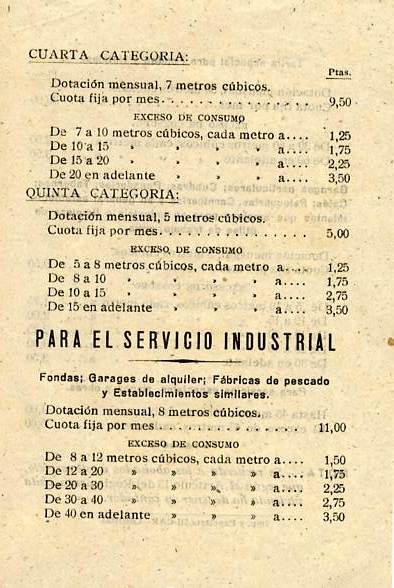 CUARTA CATEGORIA:
Ptas.
Dotación mensual, 7 metros cúbicos.
Cuota fija por mes. . . . . . . . . . . . . . . 9,50
EXCESO DE CONSUMO
De 7 a 10 metros cúbicos, cada metro a.... 1,25
De 10 a 15 » » » a.... 1,75
De 15 a 20 » » » a.... 2,25
De 20 en adelante » » » a.... 3,50
QUINTA CATEGORIA:
Dotación mensual, 5 metros cúbicos.
Cuota fija por mes. . . . . . . . . . . . . . . 5,00
EXCESO DE CONSUMO
De 5 a 8 metros cúbicos, cada metro a.... 1,25
De 8 a 10 » » » » a.... 1,75
De 10 a 15 » » » » a.... 2,75
De 15 en adelante » » » a.... 3,50
PARA EL SERVICIO INDUSTRIAL
Fondas; Garages de alquiler; Fábricas de pescado
y Establecimientos similares.
Dotación mensual, 8 metros cúbicos.
Cuota fija por mes . . . . . . . . . . . . . . . 11,00
EXCESO DE CONSUMO
De 8 a 12 metros cúbicos, cada metro a.... 1,50
De 12 a 20 » » » » a.... 1,75
De 20 a 30 » » » » a.... 2,25
De 30 a 40 » » » » a.... 2,75
De 40 en adelante » » » a.... 3,50